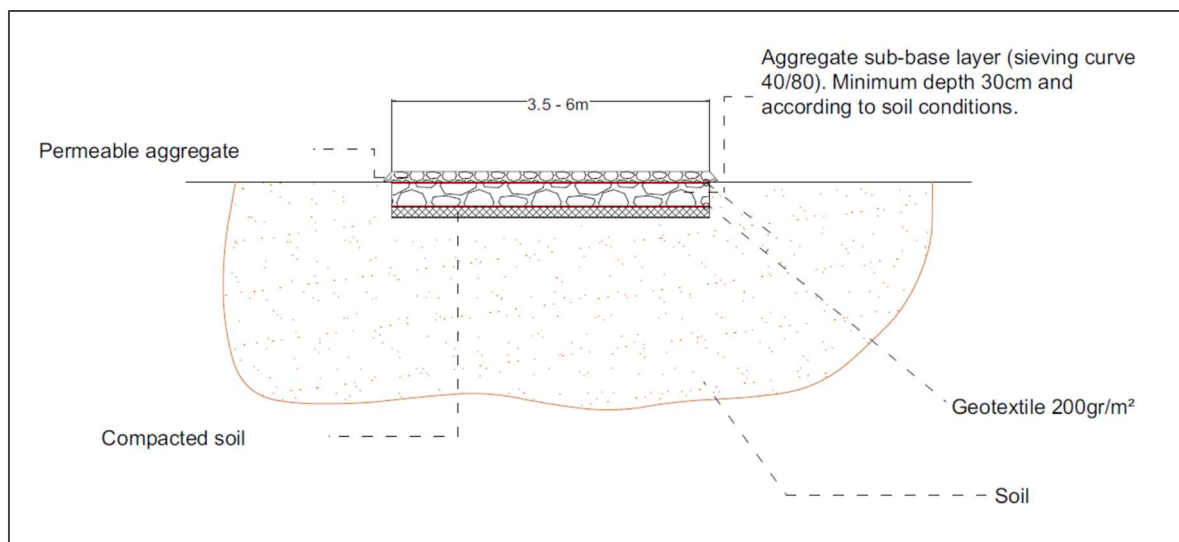 Aggregate sub-base layer (sieving curve
40/80). Minimum depth 30cm and
according to soil conditions.
3.5 - 6m
Permeable aggregate
Geotextile 200gr/m²
Compacted soil
Soil